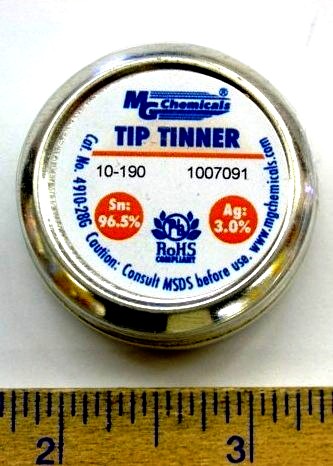 MG Chemicals®
TIP TINNER
10-190 1007091
Sn: 96.5%
Pb
Ag: 3.0%
RoHS
COMPLIANT
Cat. No. 4910-28G
Caution: Consult MSDS before use.
www.mgchemicals.com
2 3